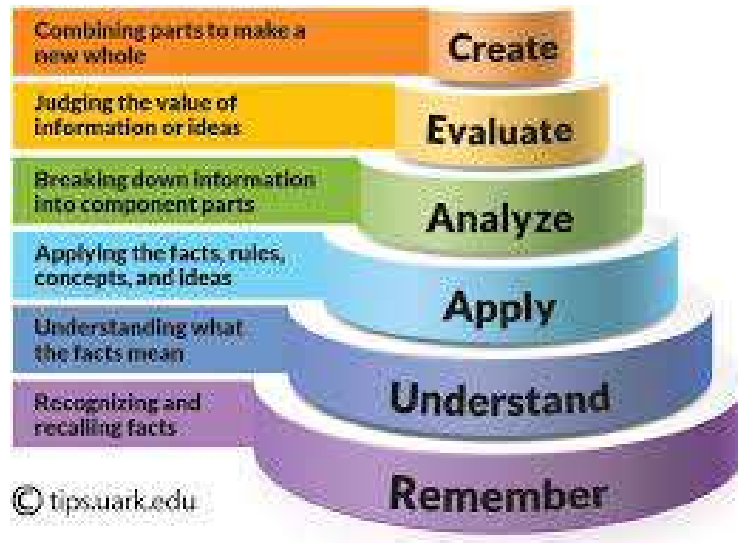 Combining parts to make a
new whole
Create
Judging the value of
information or ideas
Evaluate
Breaking down information
into component parts
Analyze
Applying the facts, rules,
concepts, and ideas
Apply
Understanding what
the facts mean
Understand
Recognizing and
recalling facts
Remember
© tips.uark.edu